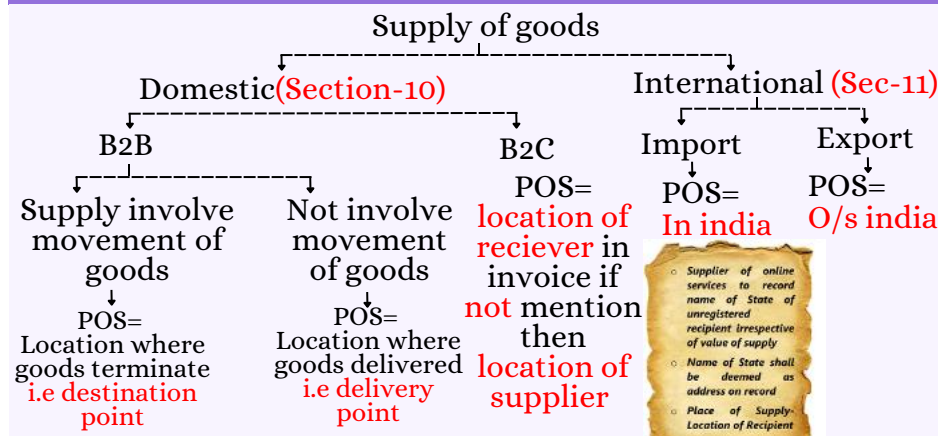 Supply of goods
Domestic(Section-10)
International (Sec-11)
B2B
B2C
Import
Export
Supply involve
movement of
goods
POS=
Location where
goods terminate
i.e destination
point
Not involve
movement
of goods
POS=
Location where
goods delivered
i.e delivery
point
POS=
location of
reciever in
invoice if
not mention
then
location of
supplier
POS=
In india
POS=
O/s india
○ Supplier of online
services to record
name of State of
unregistered
recipient irrespective
of value of supply
○ Name of State shall
be deemed as
address on record
○ Place of Supply-
Location of Recipient